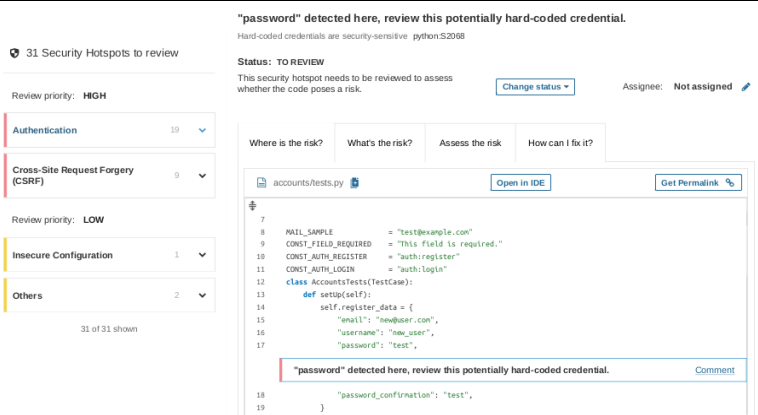 "password" detected here, review this potentially hard-coded credential.
Hard-coded credentials are security-sensitive python:S2068
31 Security Hotspots to review
Status: TO REVIEW
This security hotspot needs to be reviewed to assess
whether the code poses a risk.
Change status
Assignee: Not assigned
Review priority: HIGH
Authentication 19
Cross-Site Request Forgery
(CSRF) 9
Review priority: LOW
Insecure Configuration 1
Others 2
31 of 31 shown
Where is the risk? What's the risk? Assess the risk How can I fix it?
accounts/tests.py Open in IDE Get Permalink
7
8 MAIL_SAMPLE = "test@example.com"
9 CONST_FIELD_REQUIRED = "This field is required."
10 CONST_AUTH_REGISTER = "auth:register"
11 CONST_AUTH_LOGIN = "auth:login"
12 class AccountsTests(TestCase):
13 def setUp(self):
14 self.register_data = {
15 "email": "new@user.com",
16 "username": "new_user",
17 "password": "test",
"password" detected here, review this potentially hard-coded credential. Comment
18 "password_confirmation": "test",
19 }